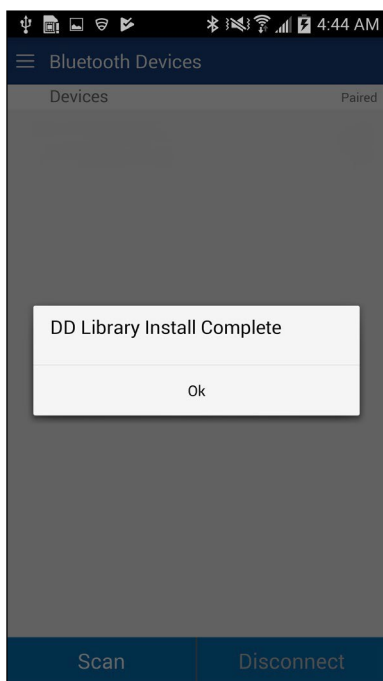 4:44 AM
Bluetooth Devices
Devices Paired
DD Library Install Complete
Ok
Scan Disconnect